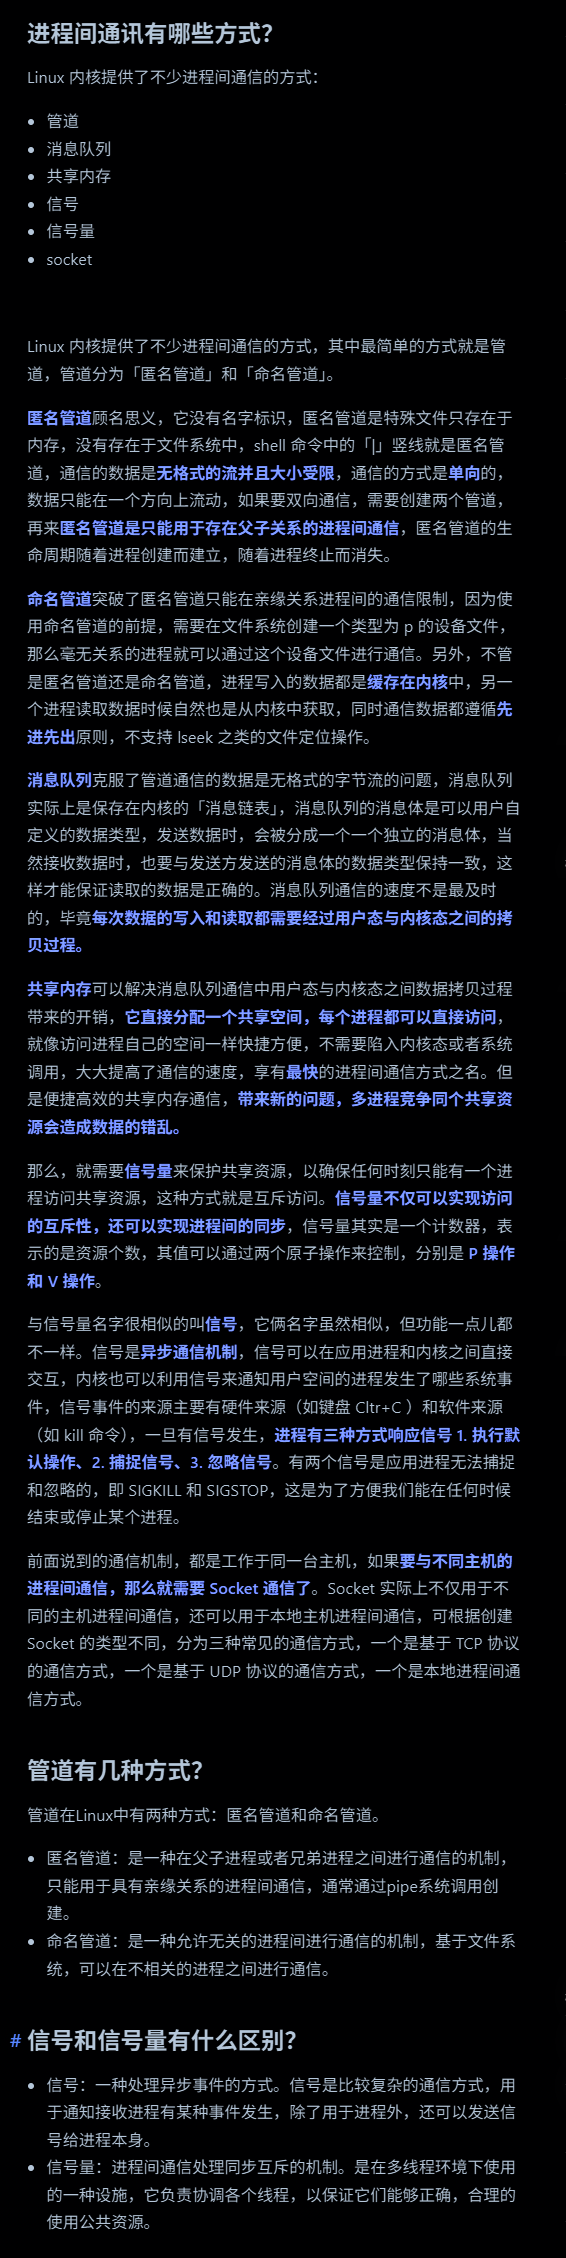 进程间通讯有哪些方式？
Linux 内核提供了不少进程间通信的方式：
• 管道
• 消息队列
• 共享内存
• 信号
• 信号量
• socket
Linux 内核提供了不少进程间通信的方式，其中最简单的方式就是管
道，管道分为「匿名管道」和「命名管道」。
匿名管道顾名思义，它没有名字标识，匿名管道是特殊文件只存在于
内存，没有存在于文件系统中，shell 命令中的「|」竖线就是匿名管
道，通信的数据是无格式的流并且大小受限，通信的方式是单向的，
数据只能在一个方向上流动，如果要双向通信，需要创建两个管道，
再来匿名管道是只能用于存在父子关系的进程间通信，匿名管道的生
命周期随着进程创建而建立，随着进程终止而消失。
命名管道突破了匿名管道只能在亲缘关系进程间的通信限制，因为使
用命名管道的前提，需要在文件系统创建一个类型为 p 的设备文件，
那么毫无关系的进程就可以通过这个设备文件进行通信。另外，不管
是匿名管道还是命名管道，进程写入的数据都是缓存在内核中，另一
个进程读取数据时候自然也是从内核中获取，同时通信数据都遵循先
进先出原则，不支持 lseek 之类的文件定位操作。
消息队列克服了管道通信的数据是无格式的字节流的问题，消息队列
实际上是保存在内核的「消息链表」，消息队列的消息体是可以用户自
定义的数据类型，发送数据时，会被分成一个一个独立的消息体，当
然接收数据时，也要与发送方发送的消息体的数据类型保持一致，这
样才能保证读取的数据是正确的。消息队列通信的速度不是最及时
的，毕竟每次数据的写入和读取都需要经过用户态与内核态之间的拷
贝过程。
共享内存可以解决消息队列通信中用户态与内核态之间数据拷贝过程
带来的开销，它直接分配一个共享空间，每个进程都可以直接访问，
就像访问进程自己的空间一样快捷方便，不需要陷入内核态或者系统
调用，大大提高了通信的速度，享有最快的进程间通信方式之名。但
是便捷高效的共享内存通信，带来新的问题，多进程竞争同个共享资
源会造成数据的错乱。
那么，就需要信号量来保护共享资源，以确保任何时刻只能有一个进
程访问共享资源，这种方式就是互斥访问。信号量不仅可以实现访问
的互斥性，还可以实现进程间的同步，信号量其实是一个计数器，表
示的是资源个数，其值可以通过两个原子操作来控制，分别是 P 操作
和 V 操作。
与信号量名字很相似的叫信号，它俩名字虽然相似，但功能一点儿都
不一样。信号是异步通信机制，信号可以在应用进程和内核之间直接
交互，内核也可以利用信号来通知用户空间的进程发生了哪些系统事
件，信号事件的来源主要有硬件来源（如键盘 Cltr+C ）和软件来源
（如 kill 命令），一旦有信号发生，进程有三种方式响应信号 1. 执行默
认操作、2. 捕捉信号、3. 忽略信号。有两个信号是应用进程无法捕捉
和忽略的，即 SIGKILL 和 SIGSTOP，这是为了方便我们能在任何时候
结束或停止某个进程。
前面说到的通信机制，都是工作于同一台主机，如果要与不同主机的
进程间通信，那么就需要 Socket 通信了。Socket 实际上不仅用于不
同的主机进程间通信，还可以用于本地主机进程间通信，可根据创建
Socket 的类型不同，分为三种常见的通信方式，一个是基于 TCP 协议
的通信方式，一个是基于 UDP 协议的通信方式，一个是本地进程间通
信方式。
管道有几种方式？
管道在Linux中有两种方式：匿名管道和命名管道。
• 匿名管道：是一种在父子进程或者兄弟进程之间进行通信的机制，
只能用于具有亲缘关系的进程间通信，通常通过pipe系统调用创
建。
• 命名管道：是一种允许无关的进程间进行通信的机制，基于文件系
统，可以在不相关的进程之间进行通信。
# 信号和信号量有什么区别？
• 信号：一种处理异步事件的方式。信号是比较复杂的通信方式，用
于通知接收进程有某种事件发生，除了用于进程外，还可以发送信
号给进程本身。
• 信号量：进程间通信处理同步互斥的机制。是在多线程环境下使用
的一种设施，它负责协调各个线程，以保证它们能够正确，合理的
使用公共资源。